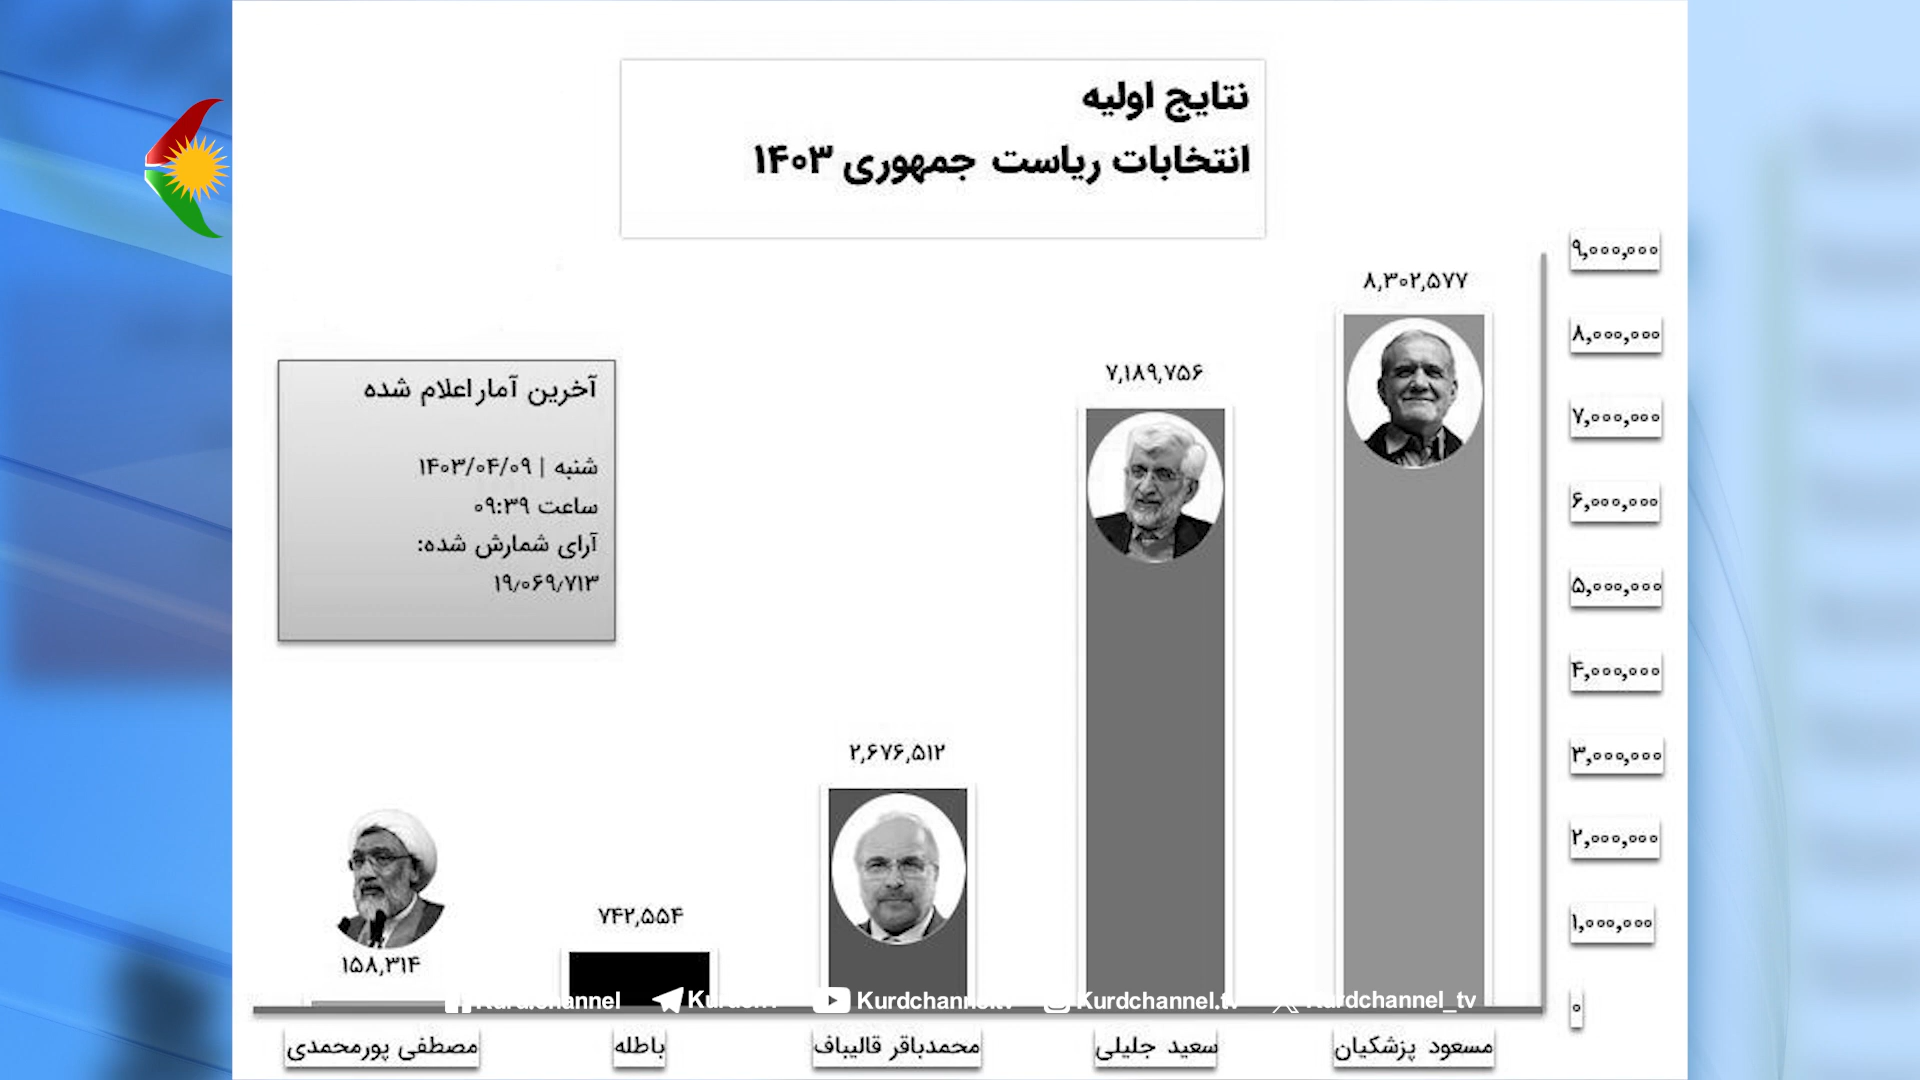 نتایج اولیه
انتخابات ریاست جمهوری ۱۴۰۳
آخرین آمار اعلام شده
شنبه | ۱۴۰۳/۰۴/۰۹
ساعت ۰۹:۳۹
آرای شمارش شده:
۱۹٫۰۶۹٫۷۱۳
۹,۰۰۰,۰۰۰
۸,۰۰۰,۰۰۰
۷,۰۰۰,۰۰۰
۶,۰۰۰,۰۰۰
۵,۰۰۰,۰۰۰
۴,۰۰۰,۰۰۰
۳,۰۰۰,۰۰۰
۲,۰۰۰,۰۰۰
۱,۰۰۰,۰۰۰
۰
۸,۳۰۲,۵۷۷
۷,۱۸۹,۷۵۶
۲,۶۷۶,۵۱۲
۷۴۲,۵۵۴
۱۵۸,۳۱۴
مسعود پزشکیان
سعید جلیلی
محمدباقر قالیباف
باطله
مصطفی پورمحمدی
Kurdchannel.tv Kurdchannel.tv Kurdchannel_tv